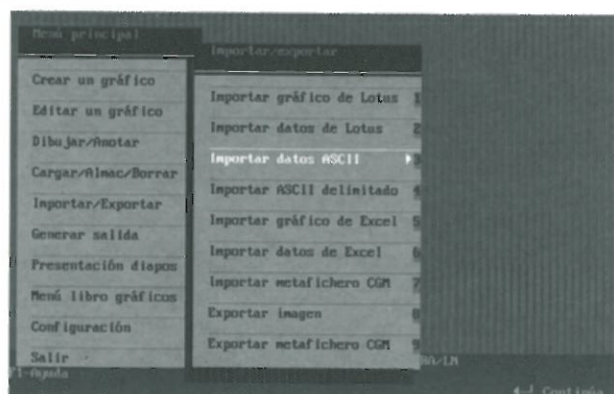 Menú principal
Crear un gráfico
Editar un gráfico
Dibujar/Anotar
Cargar/Almac/Borrar
Importar/Exportar
Generar salida
Presentación diapos
Menú libro gráficos
Configuración
Salir
F1-Ayuda
Importar/exportar
Importar gráfico de Lotus 1
Importar datos de Lotus 2
Importar datos ASCII 3
Importar ASCII delimitado 4
Importar gráfico de Excel 5
Importar datos de Excel 6
Importar metafichero CGM 7
Exportar imagen 8
Exportar metafichero CGM 9
Continúa